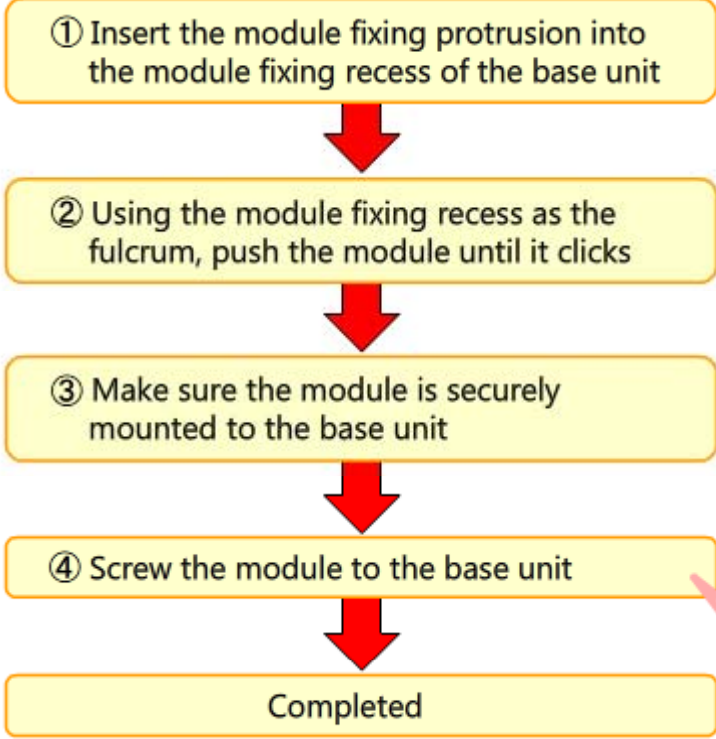 ① Insert the module fixing protrusion into
the module fixing recess of the base unit
② Using the module fixing recess as the
fulcrum, push the module until it clicks
③ Make sure the module is securely
mounted to the base unit
④ Screw the module to the base unit
Completed